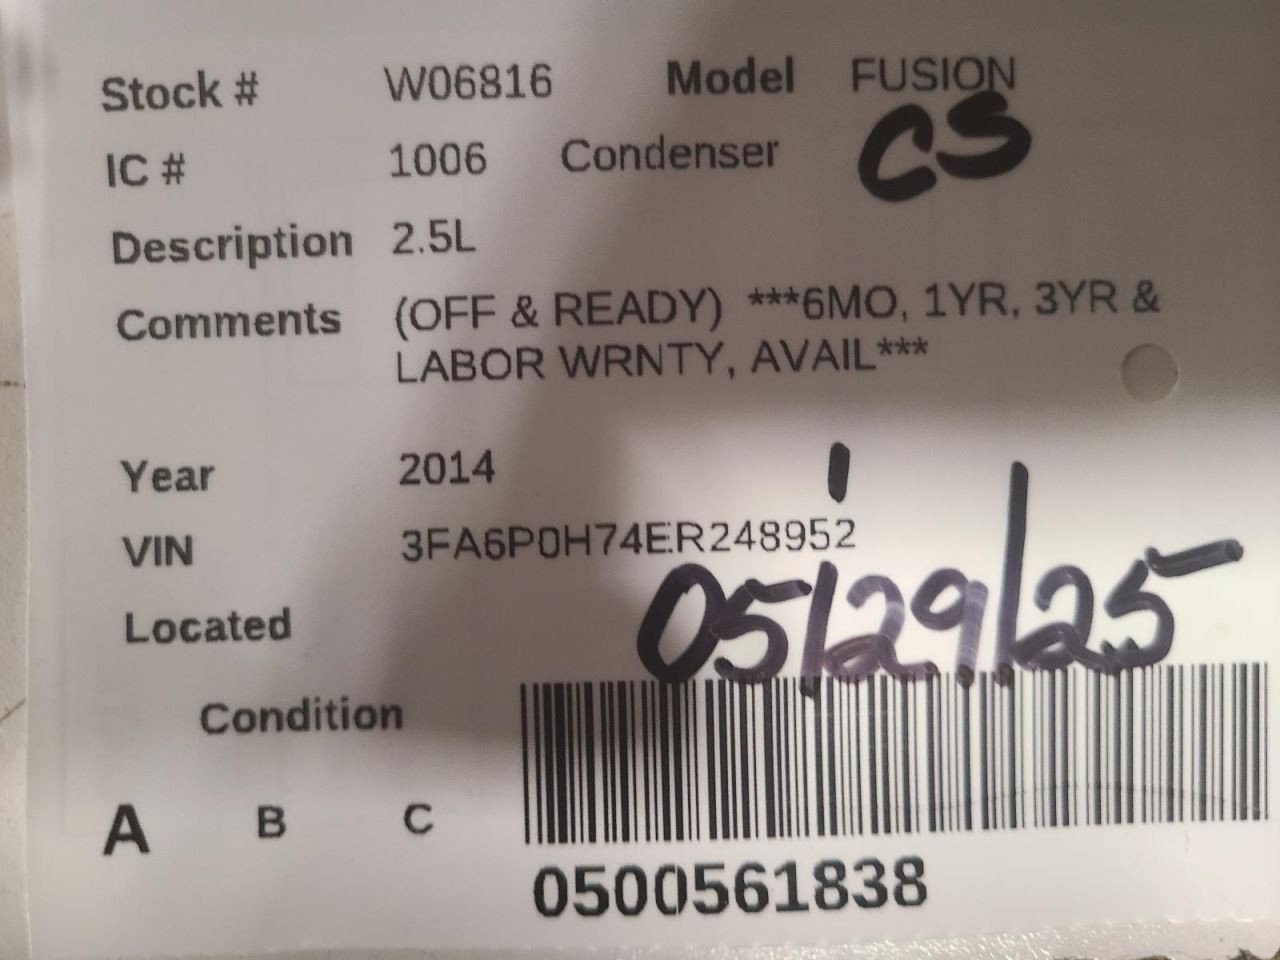 Stock # W06816 Model FUSION
CS
IC # 1006 Condenser
Description 2.5L
Comments (OFF & READY) ***6MO, 1YR, 3YR &
LABOR WRNTY, AVAIL***
Year 2014
VIN 3FA6P0H74ER248952
05/29/25
Located
Condition
A B C
0500561838